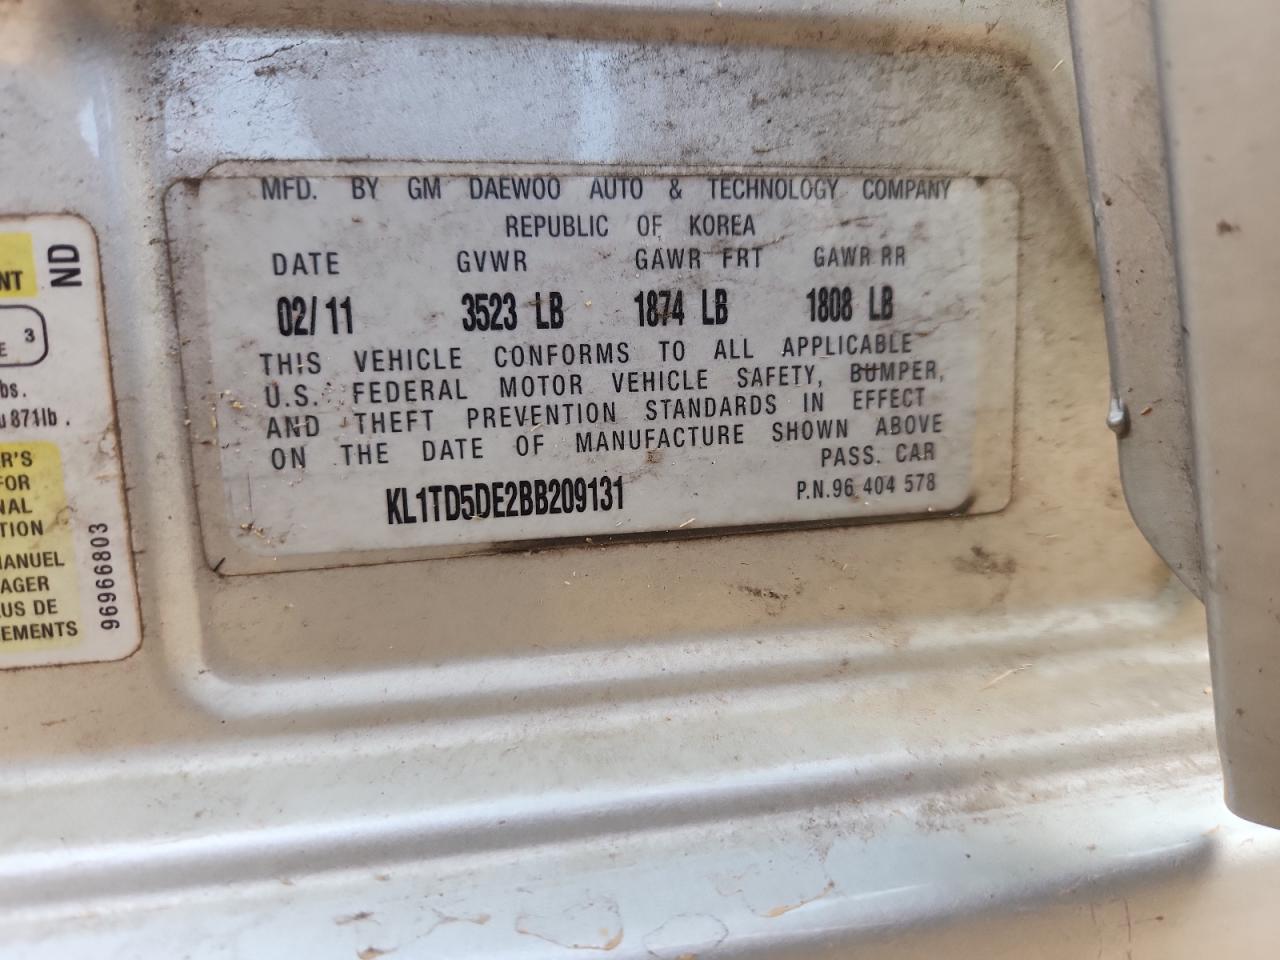 MFD. BY GM DAEWOO AUTO & TECHNOLOGY COMPANY
REPUBLIC OF KOREA
DATE GVWR GAWR FRT GAWR RR
02/11 3523 LB 1874 LB 1808 LB
THIS VEHICLE CONFORMS TO ALL APPLICABLE
U.S. FEDERAL MOTOR VEHICLE SAFETY, BUMPER,
AND THEFT PREVENTION STANDARDS IN EFFECT
ON THE DATE OF MANUFACTURE SHOWN ABOVE
PASS. CAR
KL1TD5DE2BB209131 P.N.96 404 578
ND
NT
E 3
bs.
u 871lb.
R'S
FOR
NAL
TION
MANUEL
AGER
LUS DE
EMENTS
96966803